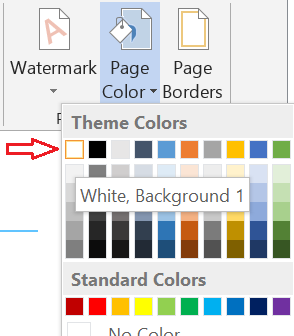 Watermark Page Page
Color Borders
P
Theme Colors
White, Background 1
Standard Colors
No Color